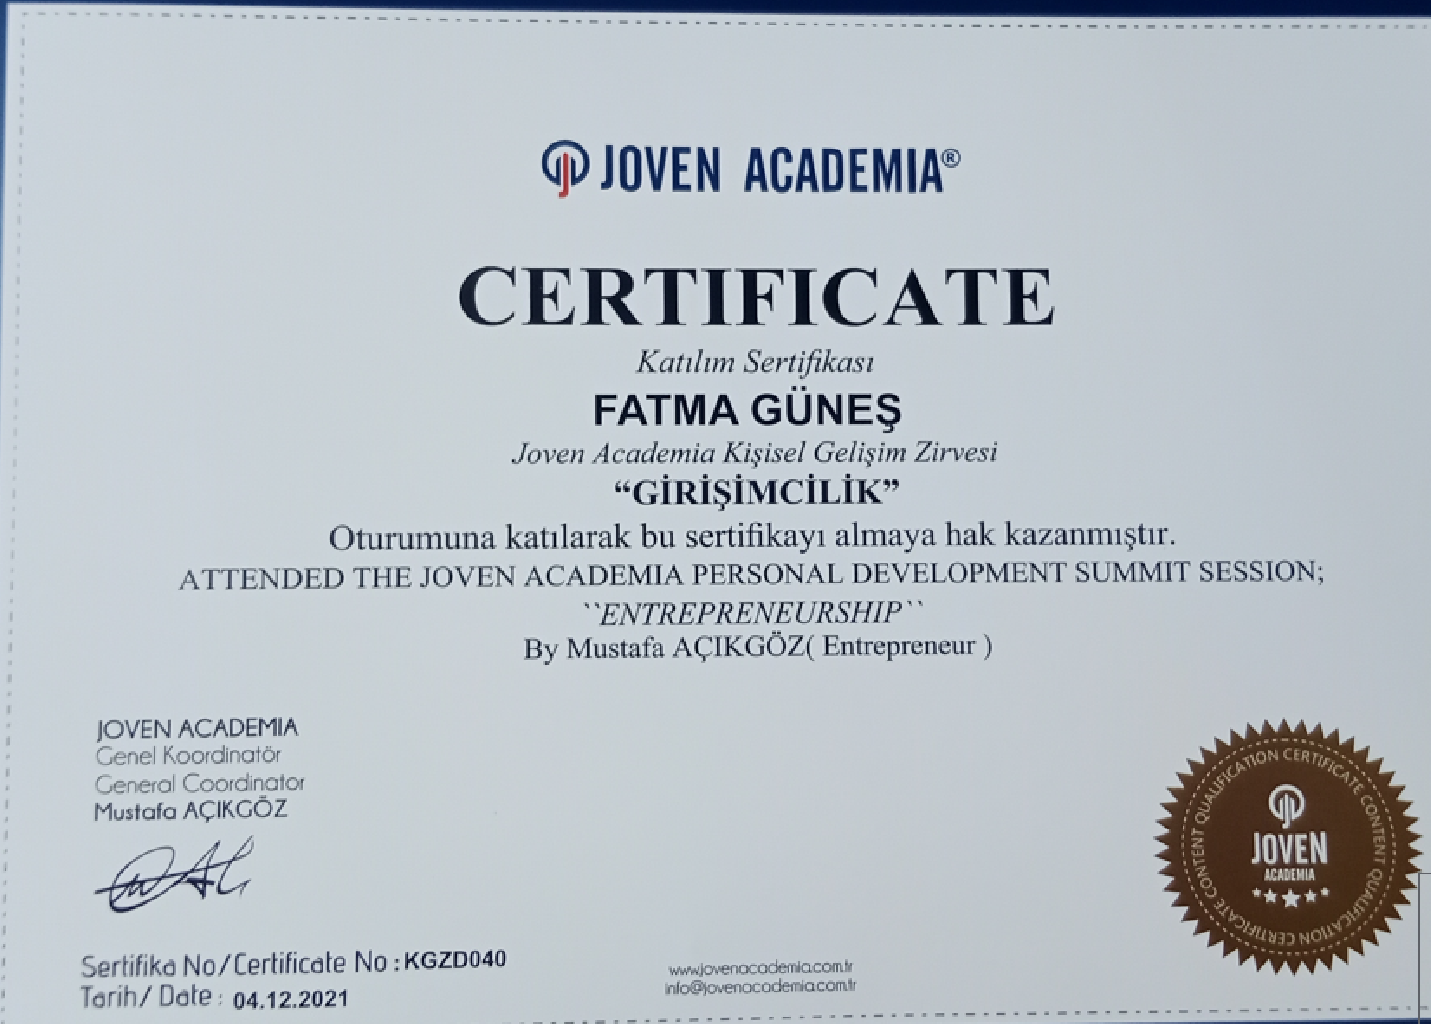 JOVEN ACADEMIA®
CERTIFICATE
Katılım Sertifikası
FATMA GÜNEŞ
Joven Academia Kişisel Gelişim Zirvesi
“GİRİŞİMCİLİK”
Oturumuna katılarak bu sertifikayı almaya hak kazanmıştır.
ATTENDED THE JOVEN ACADEMIA PERSONAL DEVELOPMENT SUMMIT SESSION;
``ENTREPRENEURSHIP``
By Mustafa AÇIKGÖZ( Entrepreneur )
JOVEN ACADEMIA
Genel Koordinatör
General Coordinator
Mustafa AÇIKGÖZ
CONTENT QUALIFICATION CERTIFICATE CONTENT QUALIFICATION CERTIFICATE
JOVEN
ACADEMIA
Sertifika No/Certificate No : KGZD040
Tarih/ Date : 04.12.2021
www.jovenacademia.com.tr
info@jovenacademia.com.tr